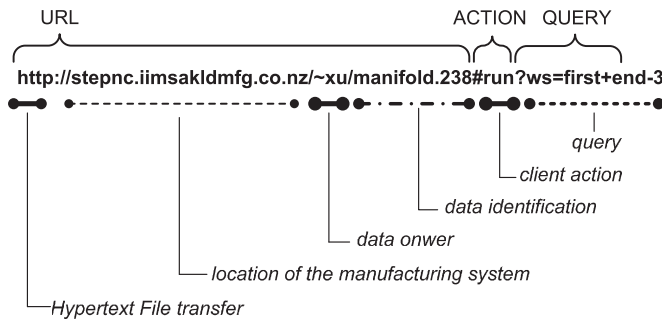 URL ACTION QUERY
http://stepnc.iimsakldmfg.co.nz/~xu/manifold.238#run?ws=first+end-3
query
client action
data identification
data onwer
location of the manufacturing system
Hypertext File transfer